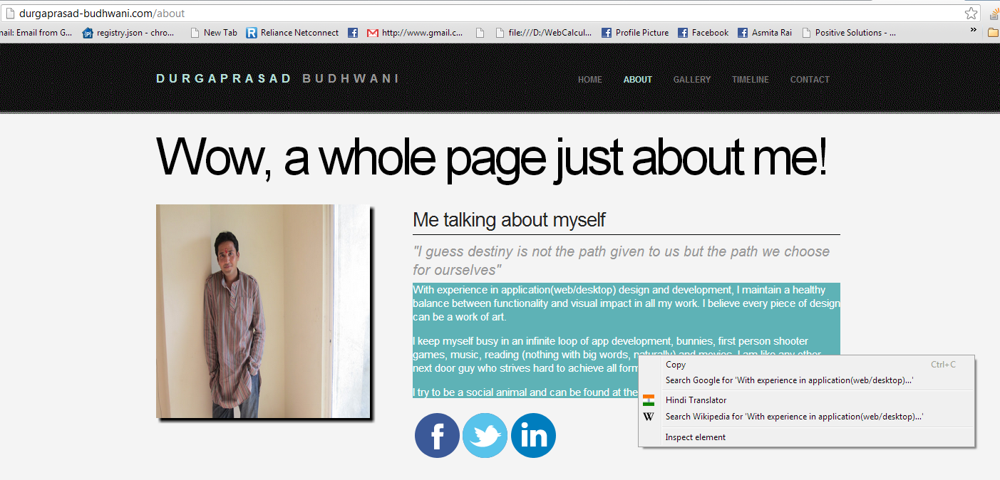 durgaprasad-budhwani.com/about
nail: Email from G... registry.json - chro... New Tab Reliance Netconnect http://www.gmail.c... file:///D:/WebCalcul... Profile Picture Facebook Asmita Rai Positive Solutions - ... »
DURGAPRASAD BUDHWANI HOME ABOUT GALLERY TIMELINE CONTACT
Wow, a whole page just about me!
Me talking about myself
"I guess destiny is not the path given to us but the path we choose
for ourselves"
With experience in application(web/desktop) design and development, I maintain a healthy
balance between functionality and visual impact in all my work. I believe every piece of design
can be a work of art.
I keep myself busy in an infinite loop of app development, bunnies, first person shooter
games, music, reading (nothing with big words, naturally) and movies. I am like any other
next door guy who strives hard to achieve all
I try to be a social animal and can be found at the
f in
Copy Ctrl+C
Search Google for 'With experience in application(web/desktop)...'
Hindi Translator
W Search Wikipedia for 'With experience in application(web/desktop)...'
Inspect element